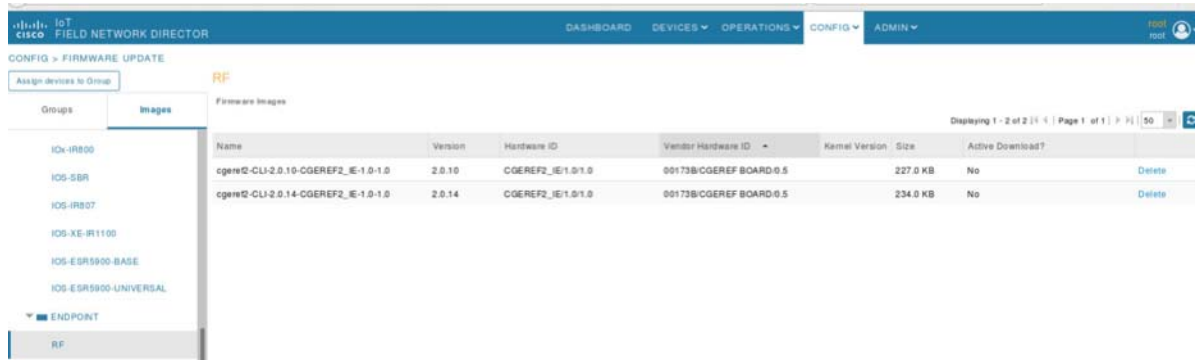 IoT
CISCO FIELD NETWORK DIRECTOR
DASHBOARD DEVICES OPERATIONS CONFIG ADMIN
root
root
CONFIG > FIRMWARE UPDATE
Assign devices to Group
RF
Groups Images
Firmware Images
Displaying 1 - 2 of 2 | Page 1 of 1 | 50
Name Version Hardware ID Vendor Hardware ID Kernel Version Size Active Download?
cgeref2-CLI-2.0.10-CGEREF2_IE-1.0-1.0 2.0.10 CGEREF2_IE/1.0/1.0 00173B/CGEREF BOARD/0.5 227.0 KB No Delete
cgeref2-CLI-2.0.14-CGEREF2_IE-1.0-1.0 2.0.14 CGEREF2_IE/1.0/1.0 00173B/CGEREF BOARD/0.5 234.0 KB No Delete
IOx-IR800
IOS-SBR
IOS-IR807
IOS-XE-IR1100
IOS-ESR5900-BASE
IOS-ESR5900-UNIVERSAL
ENDPOINT
RF